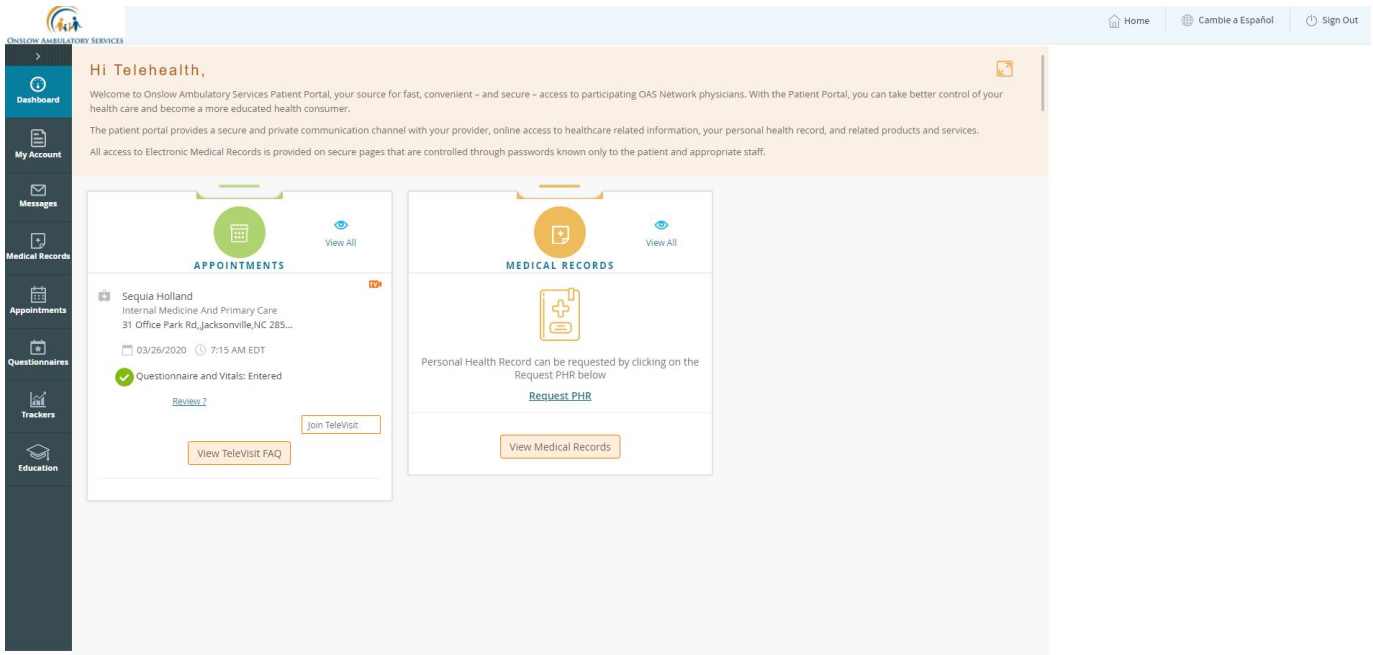 ONSLOW AMBULATORY SERVICES
Home
Cambie a Español
Sign Out
Dashboard
My Account
Messages
Medical Records
Appointments
Questionnaires
Trackers
Education
Hi Telehealth,
Welcome to Onslow Ambulatory Services Patient Portal, your source for fast, convenient – and secure – access to participating OAS Network physicians. With the Patient Portal, you can take better control of your
health care and become a more educated health consumer.
The patient portal provides a secure and private communication channel with your provider, online access to healthcare related information, your personal health record, and related products and services.
All access to Electronic Medical Records is provided on secure pages that are controlled through passwords known only to the patient and appropriate staff.
View All
APPOINTMENTS
TV
Sequia Holland
Internal Medicine And Primary Care
31 Office Park Rd,,Jacksonville,NC 285...
03/26/2020 7:15 AM EDT
Questionnaire and Vitals: Entered
Review ?
Join TeleVisit
View TeleVisit FAQ
View All
MEDICAL RECORDS
Personal Health Record can be requested by clicking on the
Request PHR below
Request PHR
View Medical Records